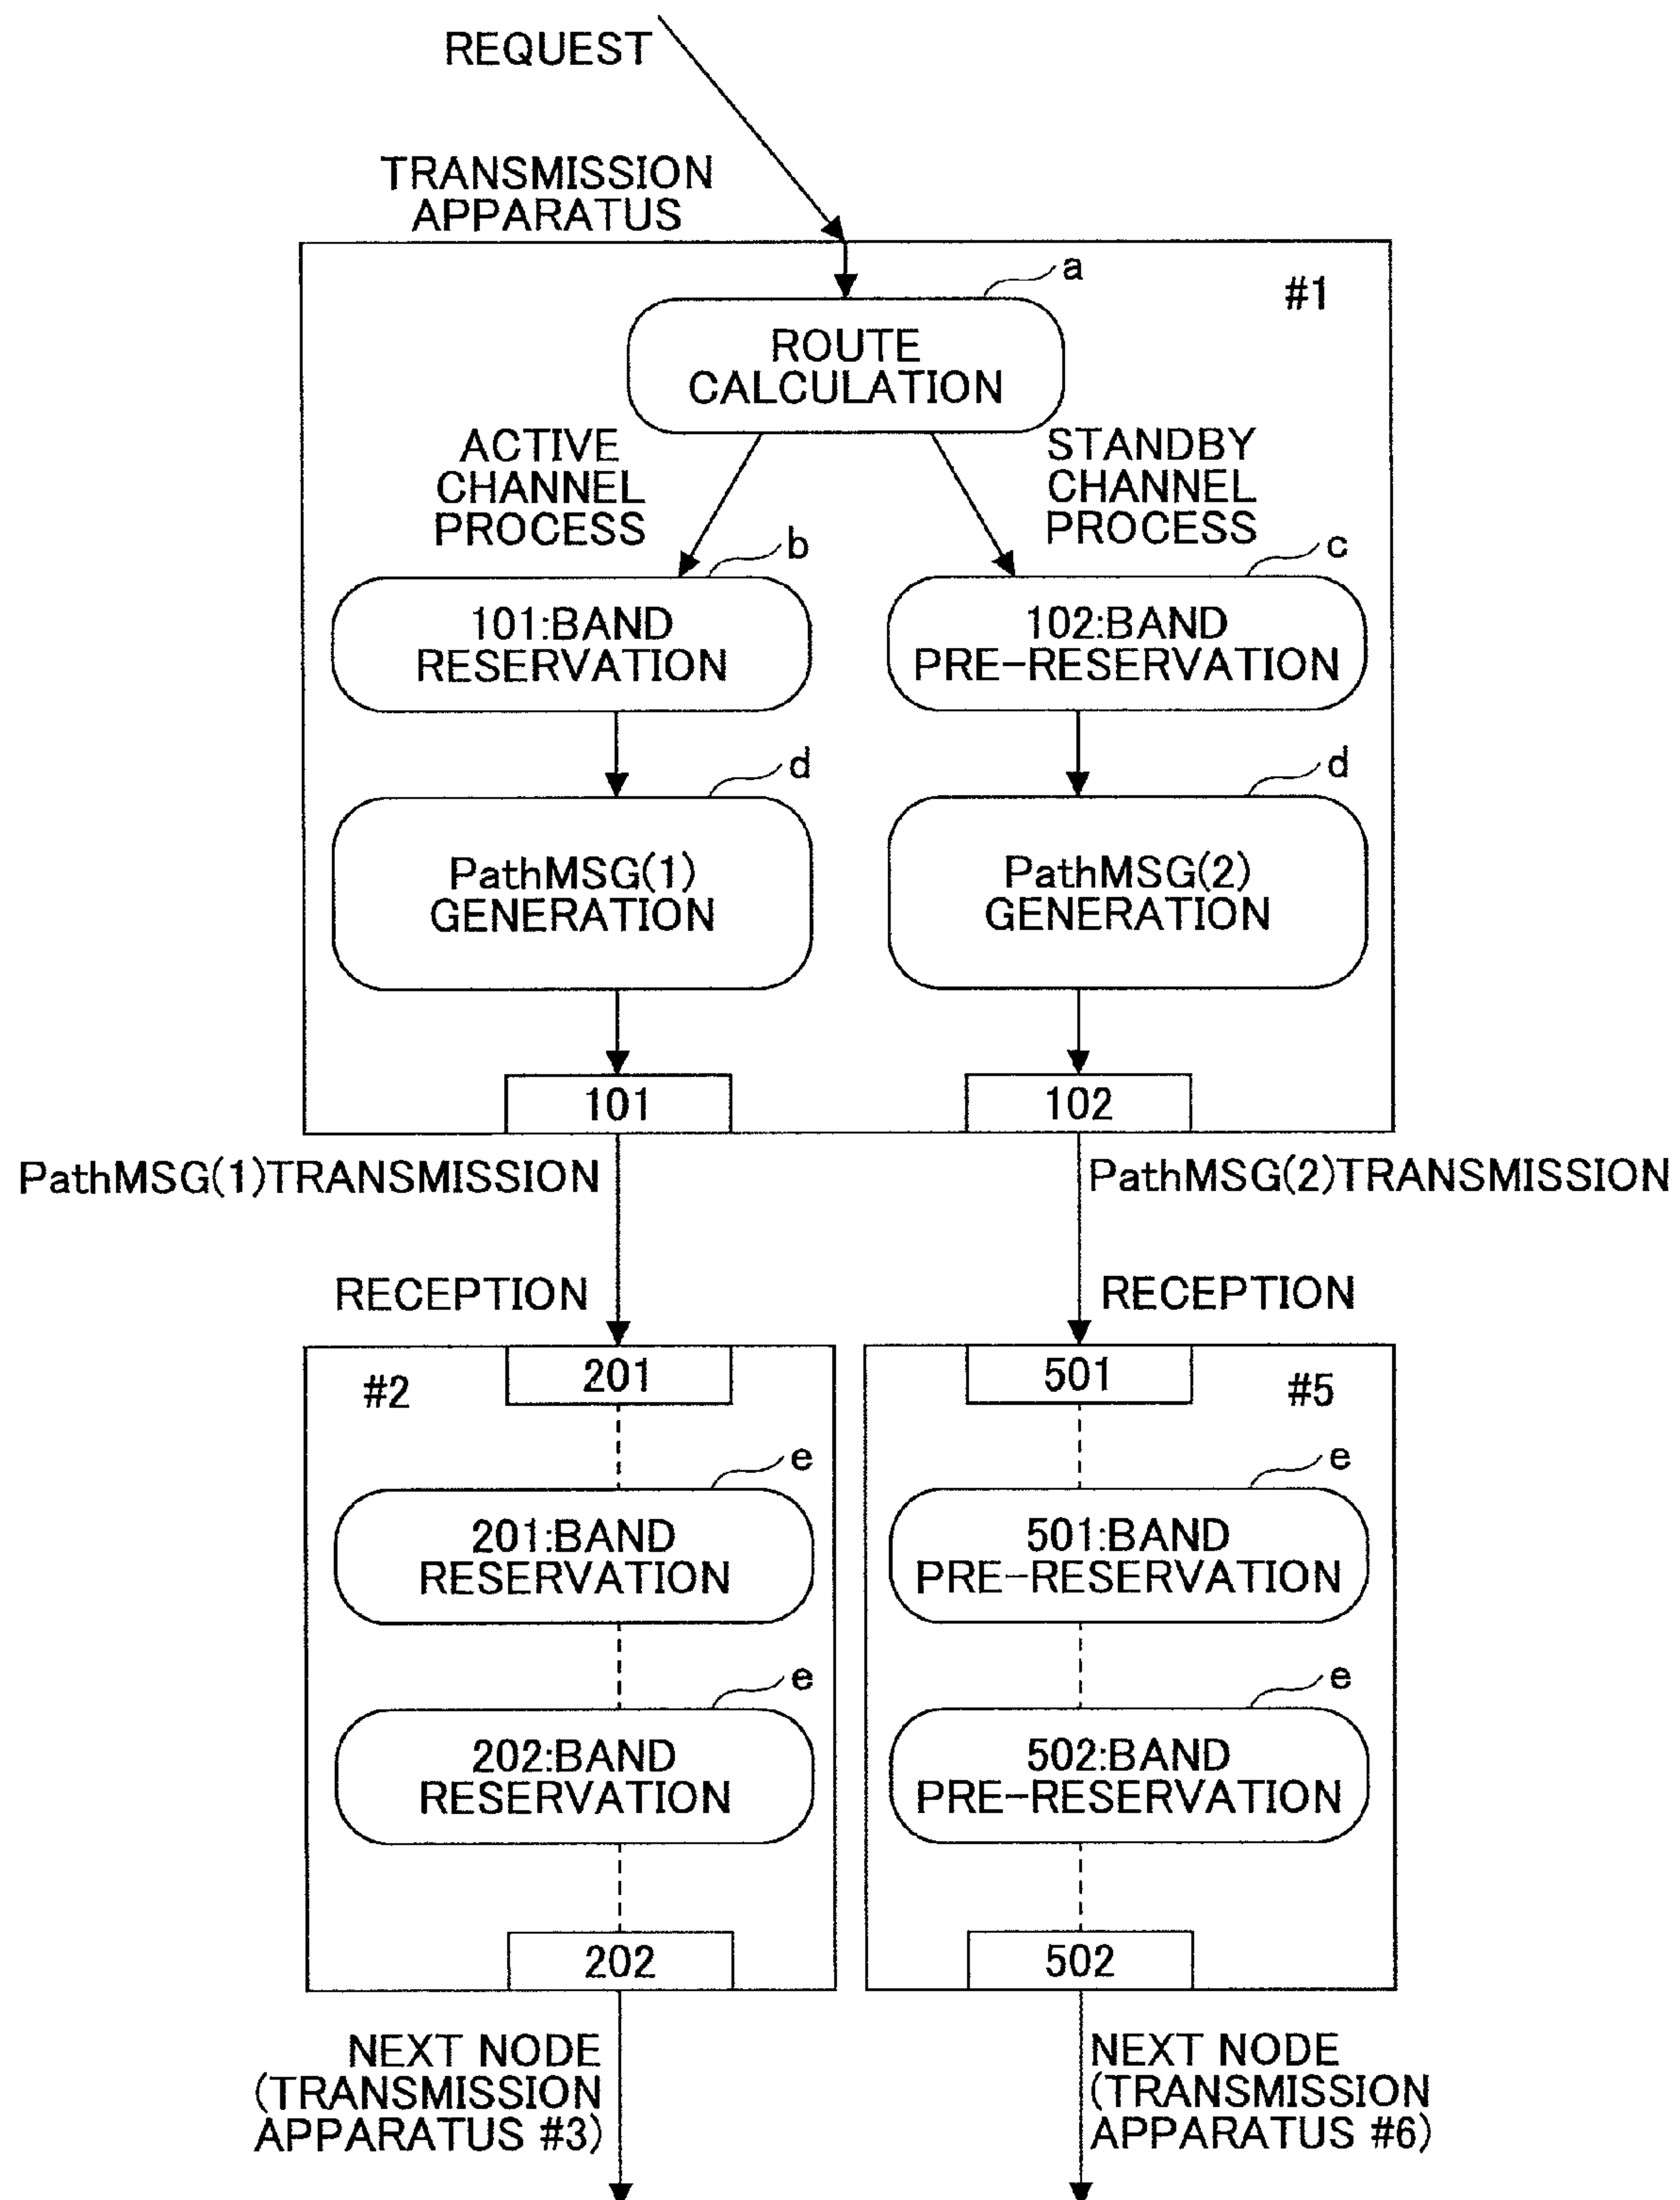 REQUEST
TRANSMISSION
APPARATUS
a
#1
ROUTE
CALCULATION
ACTIVE
CHANNEL
PROCESS
STANDBY
CHANNEL
PROCESS
b
c
101:BAND
RESERVATION
102:BAND
PRE-RESERVATION
d
d
PathMSG(1)
GENERATION
PathMSG(2)
GENERATION
101
102
PathMSG(1)TRANSMISSION
PathMSG(2)TRANSMISSION
RECEPTION
RECEPTION
#2
201
501
#5
e
e
201:BAND
RESERVATION
501:BAND
PRE-RESERVATION
e
e
202:BAND
RESERVATION
502:BAND
PRE-RESERVATION
202
502
NEXT NODE
(TRANSMISSION
APPARATUS #3)
NEXT NODE
(TRANSMISSION
APPARATUS #6)